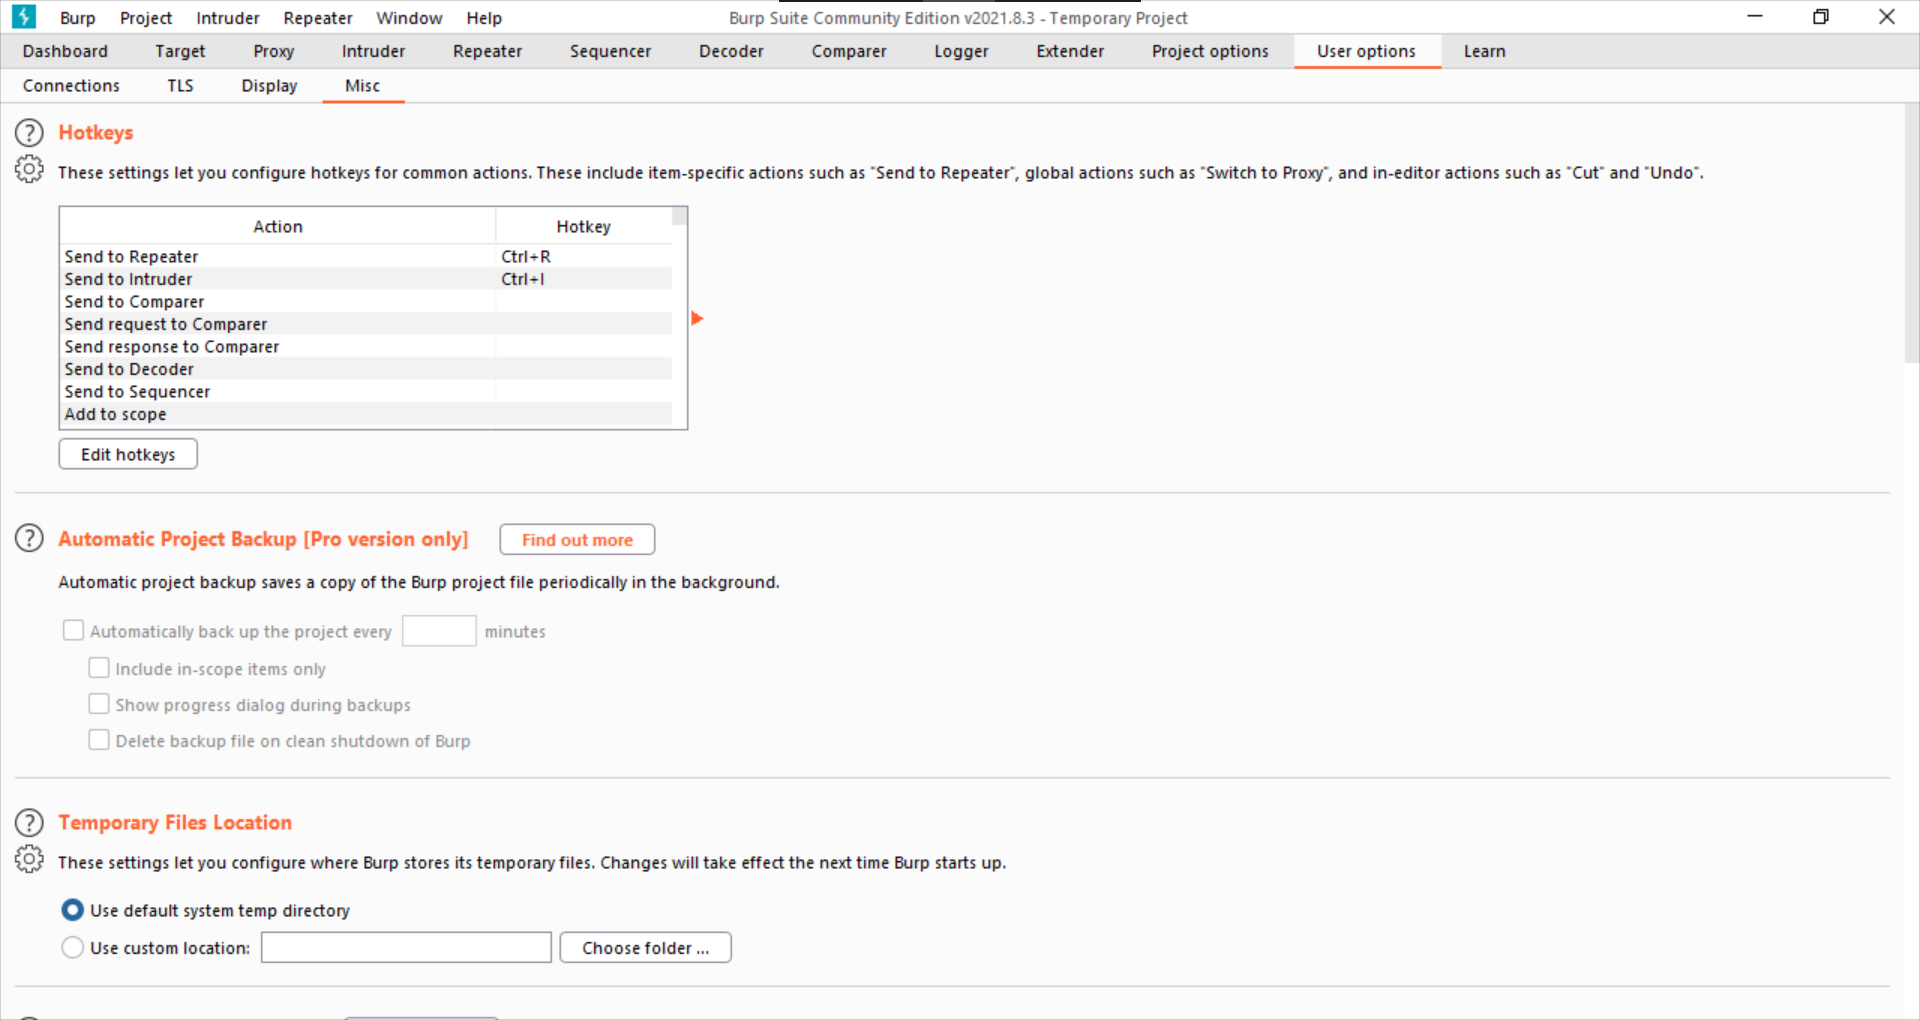 Burp Project Intruder Repeater Window Help Burp Suite Community Edition v2021.8.3 - Temporary Project
Dashboard Target Proxy Intruder Repeater Sequencer Decoder Comparer Logger Extender Project options User options Learn
Connections TLS Display Misc
? Hotkeys
These settings let you configure hotkeys for common actions. These include item-specific actions such as "Send to Repeater", global actions such as "Switch to Proxy", and in-editor actions such as "Cut" and "Undo".
Action Hotkey
Send to Repeater Ctrl+R
Send to Intruder Ctrl+I
Send to Comparer
Send request to Comparer
Send response to Comparer
Send to Decoder
Send to Sequencer
Add to scope
Edit hotkeys
? Automatic Project Backup [Pro version only] Find out more
Automatic project backup saves a copy of the Burp project file periodically in the background.
Automatically back up the project every minutes
Include in-scope items only
Show progress dialog during backups
Delete backup file on clean shutdown of Burp
? Temporary Files Location
These settings let you configure where Burp stores its temporary files. Changes will take effect the next time Burp starts up.
Use default system temp directory
Use custom location: Choose folder ...